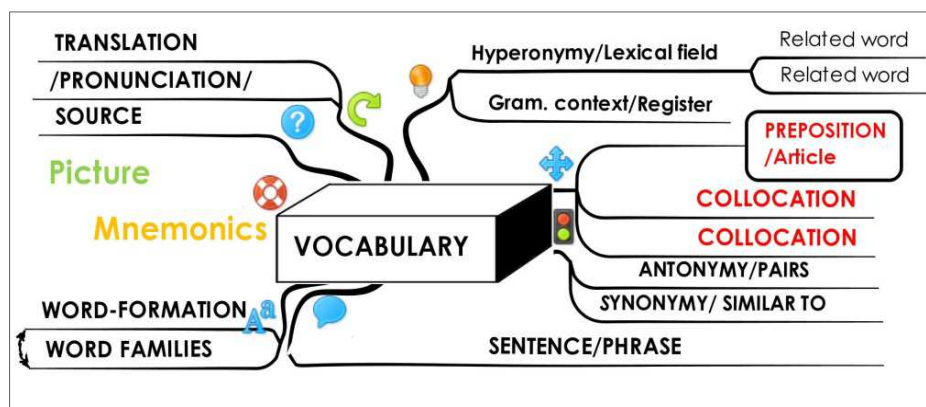 TRANSLATION
/PRONUNCIATION/
SOURCE
Picture
Mnemonics
WORD-FORMATION
Aa
WORD FAMILIES
VOCABULARY
?
Hyperonymy/Lexical field
Related word
Related word
Gram. context/Register
PREPOSITION
/Article
COLLOCATION
COLLOCATION
ANTONYMY/PAIRS
SYNONYMY/ SIMILAR TO
SENTENCE/PHRASE